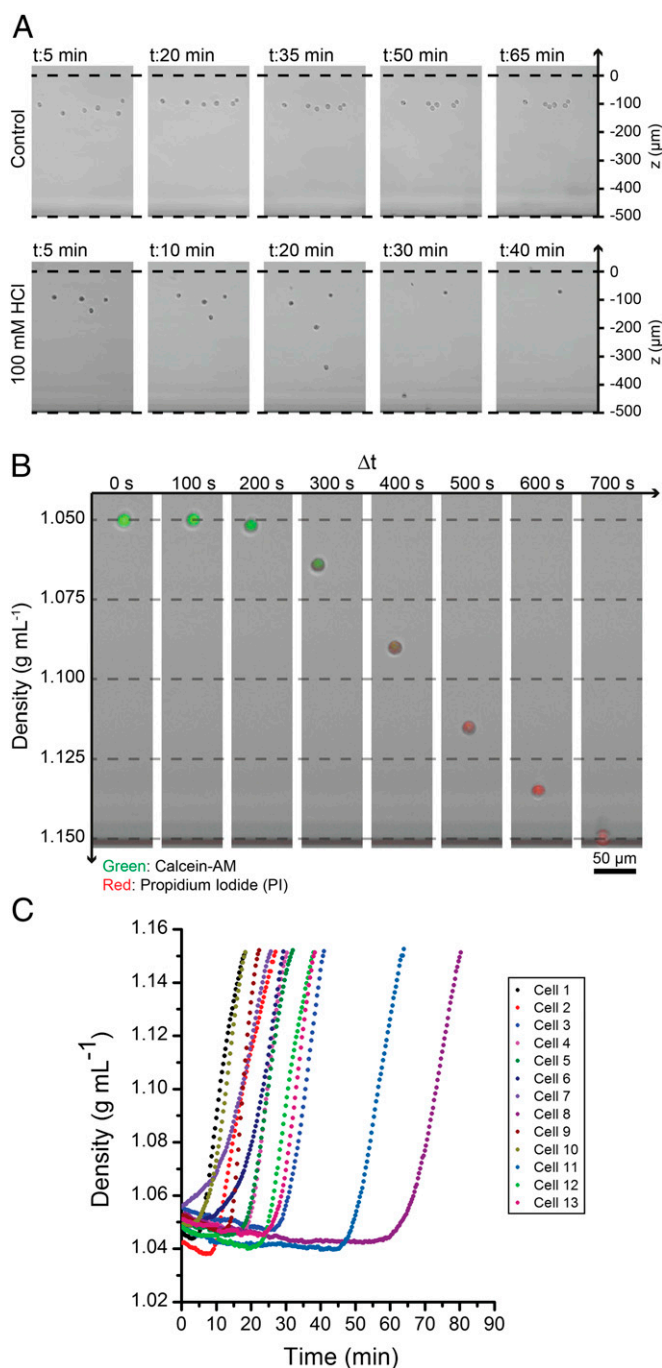 A
t:5 min t:20 min t:35 min t:50 min t:65 min
Control
0
-100
-200
-300
-400
-500
z (µm)
t:5 min t:10 min t:20 min t:30 min t:40 min
100 mM HCl
0
-100
-200
-300
-400
-500
z (µm)
B
Δt
0 s 100 s 200 s 300 s 400 s 500 s 600 s 700 s
Density (g mL-1)
1.050
1.075
1.100
1.125
1.150
Green: Calcein-AM
Red: Propidium Iodide (PI)
50 µm
C
Density (g mL-1)
1.16
1.14
1.12
1.10
1.08
1.06
1.04
1.02
0 10 20 30 40 50 60 70 80 90
Time (min)
Cell 1
Cell 2
Cell 3
Cell 4
Cell 5
Cell 6
Cell 7
Cell 8
Cell 9
Cell 10
Cell 11
Cell 12
Cell 13